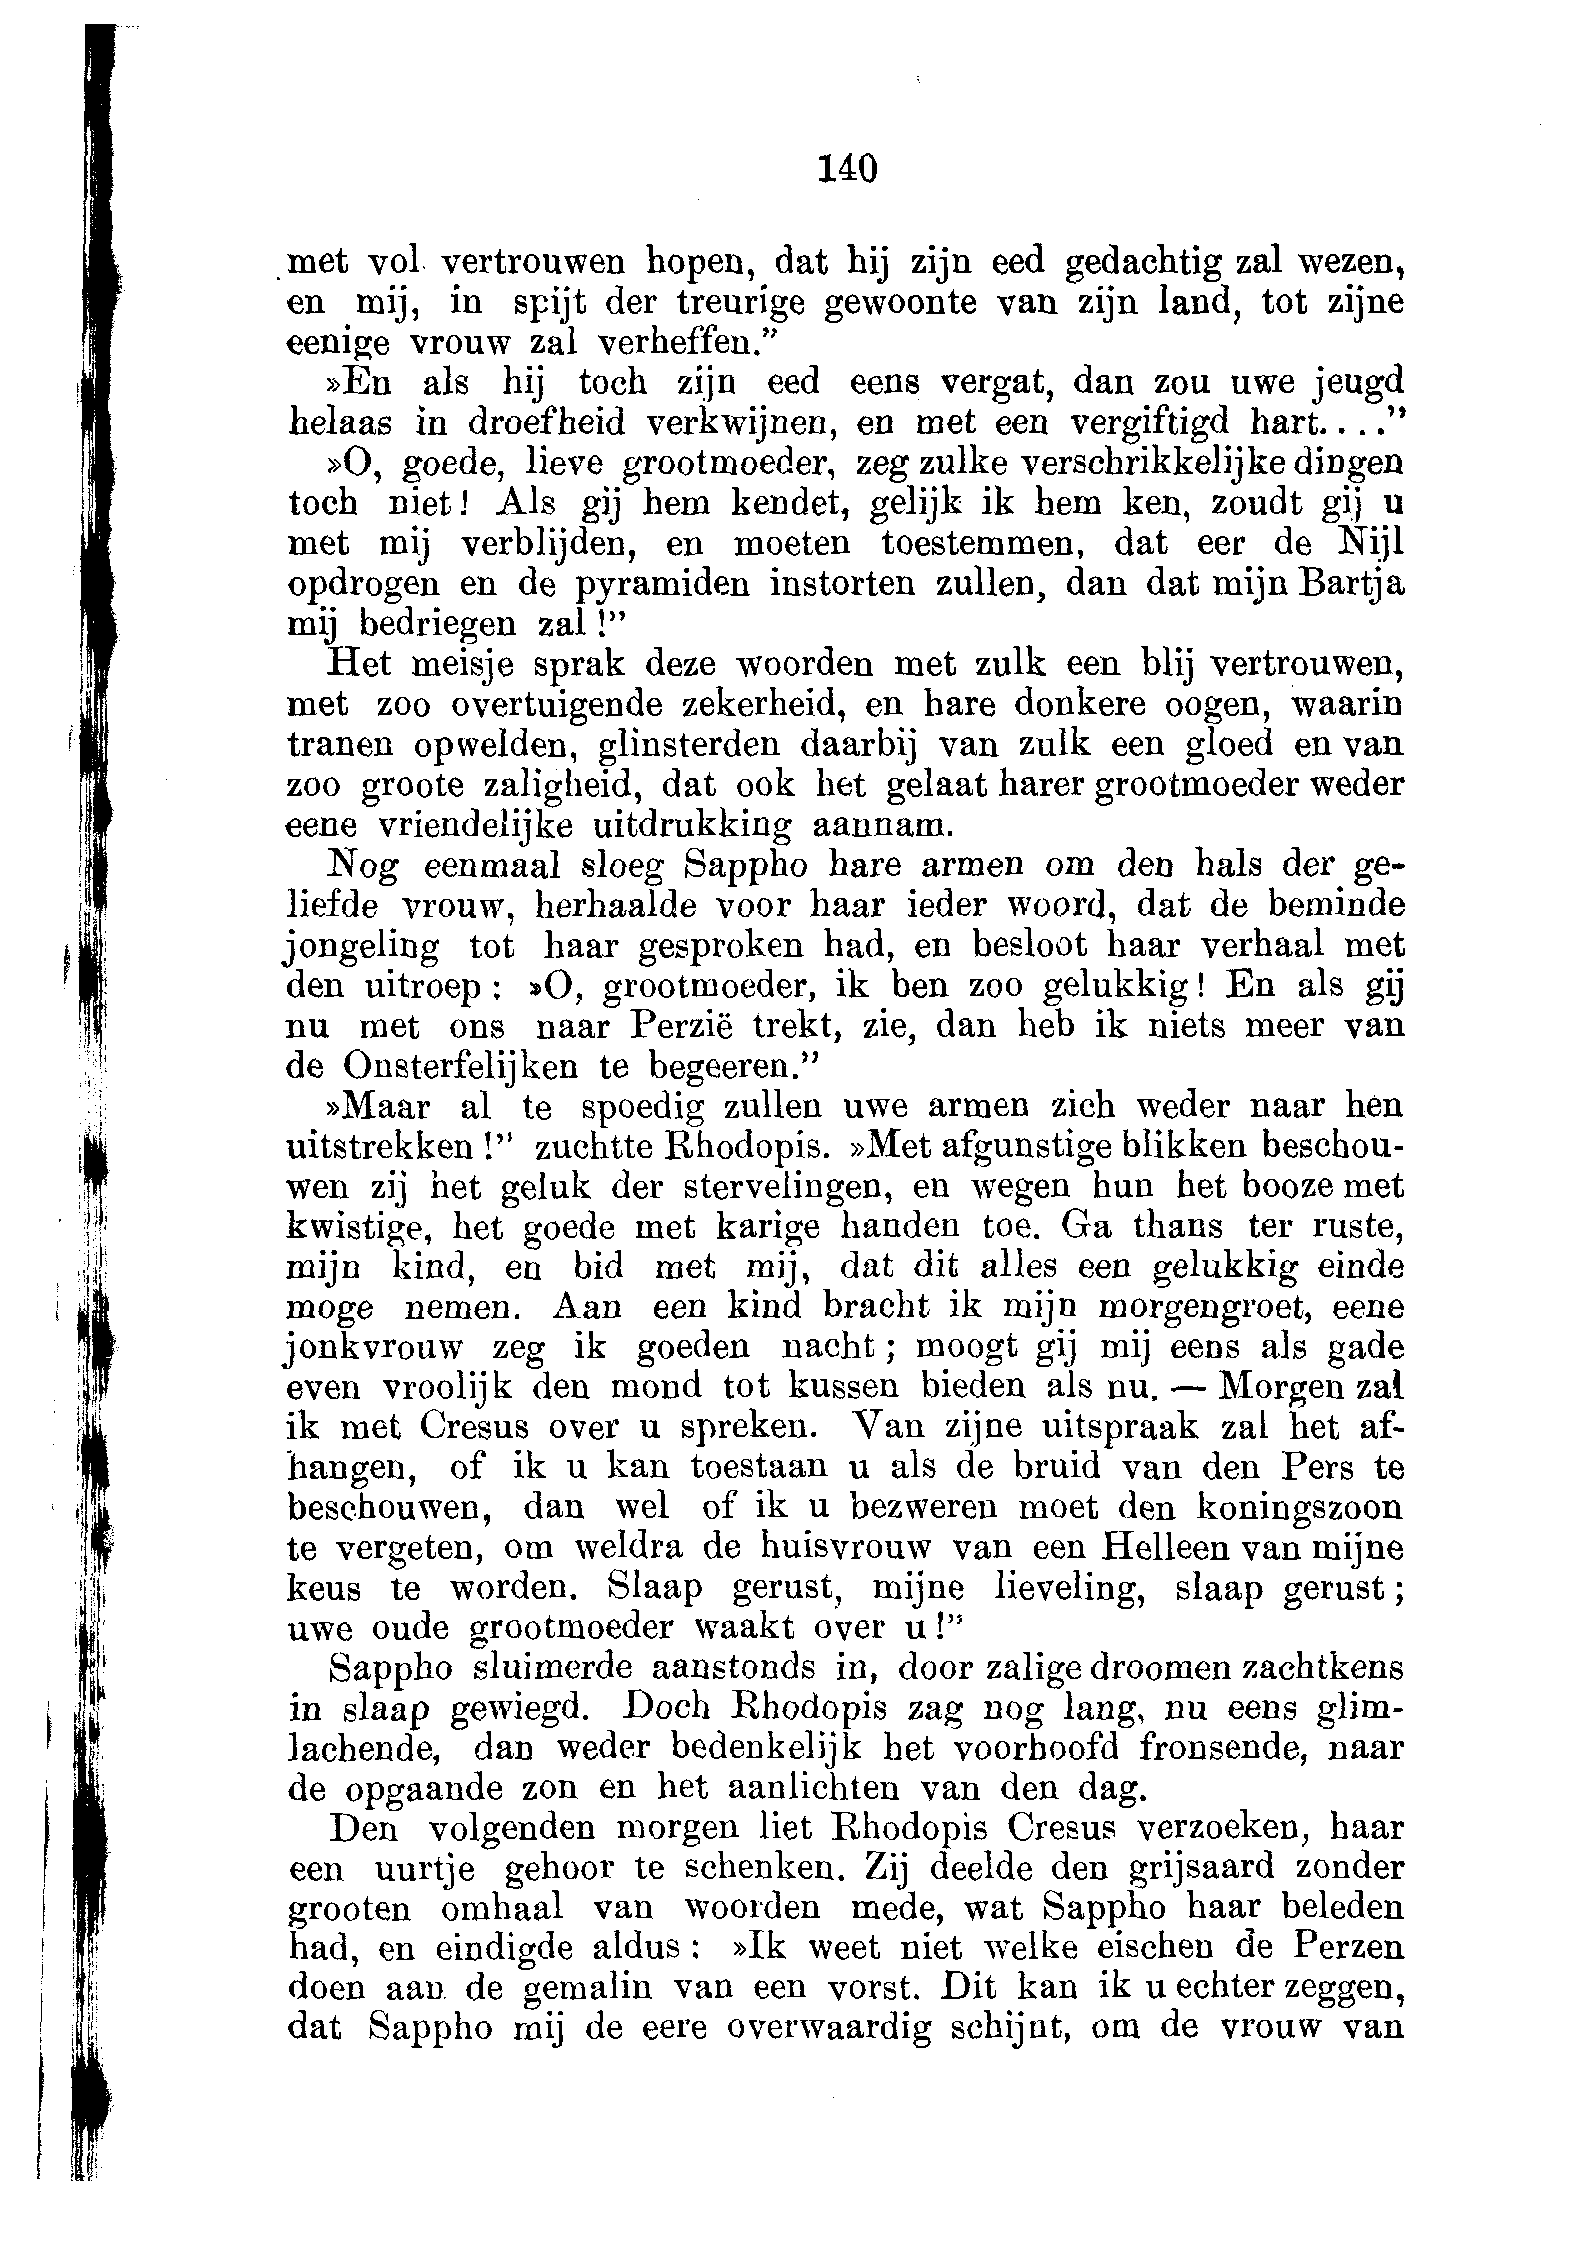 140
met vol vertrouwen hopen, dat hij zijn eed gedachtig zal wezen,
en mij, in spijt der treurige gewoonte van zijn land, tot zijne
eenige vrouw zal verheffen.”
»En als hij toch zijn eed eens vergat, dan zou uwe jeugd
helaas in droefheid verkwijnen, en met een vergiftigd hart....”
»O, goede, lieve grootmoeder, zeg zulke verschrikkelijke dingen
toch niet! Als gij hem kendet, gelijk ik hem ken, zoudt gij u
met mij verblijden, en moeten toestemmen, dat eer de Nijl
opdrogen en de pyramiden instorten zullen, dan dat mijn Bartja
mij bedriegen zal!”
Het meisje sprak deze woorden met zulk een blij vertrouwen,
met zoo overtuigende zekerheid, en hare donkere oogen, waarin
tranen opwelden, glinsterden daarbij van zulk een gloed en van
zoo groote zaligheid, dat ook het gelaat harer grootmoeder weder
eene vriendelijke uitdrukking aannam.
Nog eenmaal sloeg Sappho hare armen om den hals der ge-
liefde vrouw, herhaalde voor haar ieder woord, dat de beminde
jongeling tot haar gesproken had, en besloot haar verhaal met
den uitroep: »O, grootmoeder, ik ben zoo gelukkig! En als gij
nu met ons naar Perzië trekt, zie, dan heb ik niets meer van
de Onsterfelijken te begeeren.”
»Maar al te spoedig zullen uwe armen zich weder naar hen
uitstrekken!” zuchtte Rhodopis. »Met afgunstige blikken beschou-
wen zij het geluk der stervelingen, en wegen hun het booze met
kwistige, het goede met karige handen toe. Ga thans ter ruste,
mijn kind, en bid met mij, dat dit alles een gelukkig einde
moge nemen. Aan een kind bracht ik mijn morgengroet, eene
jonkvrouw zeg ik goeden nacht; moogt gij mij eens als gade
even vroolijk den mond tot kussen bieden als nu. — Morgen zal
ik met Cresus over u spreken. Van zijne uitspraak zal het af-
hangen, of ik u kan toestaan u als de bruid van den Pers te
beschouwen, dan wel of ik u bezweren moet den koningszoon
te vergeten, om weldra de huisvrouw van een Helleen van mijne
keus te worden. Slaap gerust, mijne lieveling, slaap gerust;
uwe oude grootmoeder waakt over u!”
Sappho sluimerde aanstonds in, door zalige droomen zachtkens
in slaap gewiegd. Doch Rhodopis zag nog lang, nu eens glim-
lachende, dan weder bedenkelijk het voorhoofd fronsende, naar
de opgaande zon en het aanlichten van den dag.
Den volgenden morgen liet Rhodopis Cresus verzoeken, haar
een uurtje gehoor te schenken. Zij deelde den grijsaard zonder
grooten omhaal van woorden mede, wat Sappho haar beleden
had, en eindigde aldus: »Ik weet niet welke eischen de Perzen
doen aan de gemalin van een vorst. Dit kan ik u echter zeggen,
dat Sappho mij de eere overwaardig schijnt, om de vrouw van